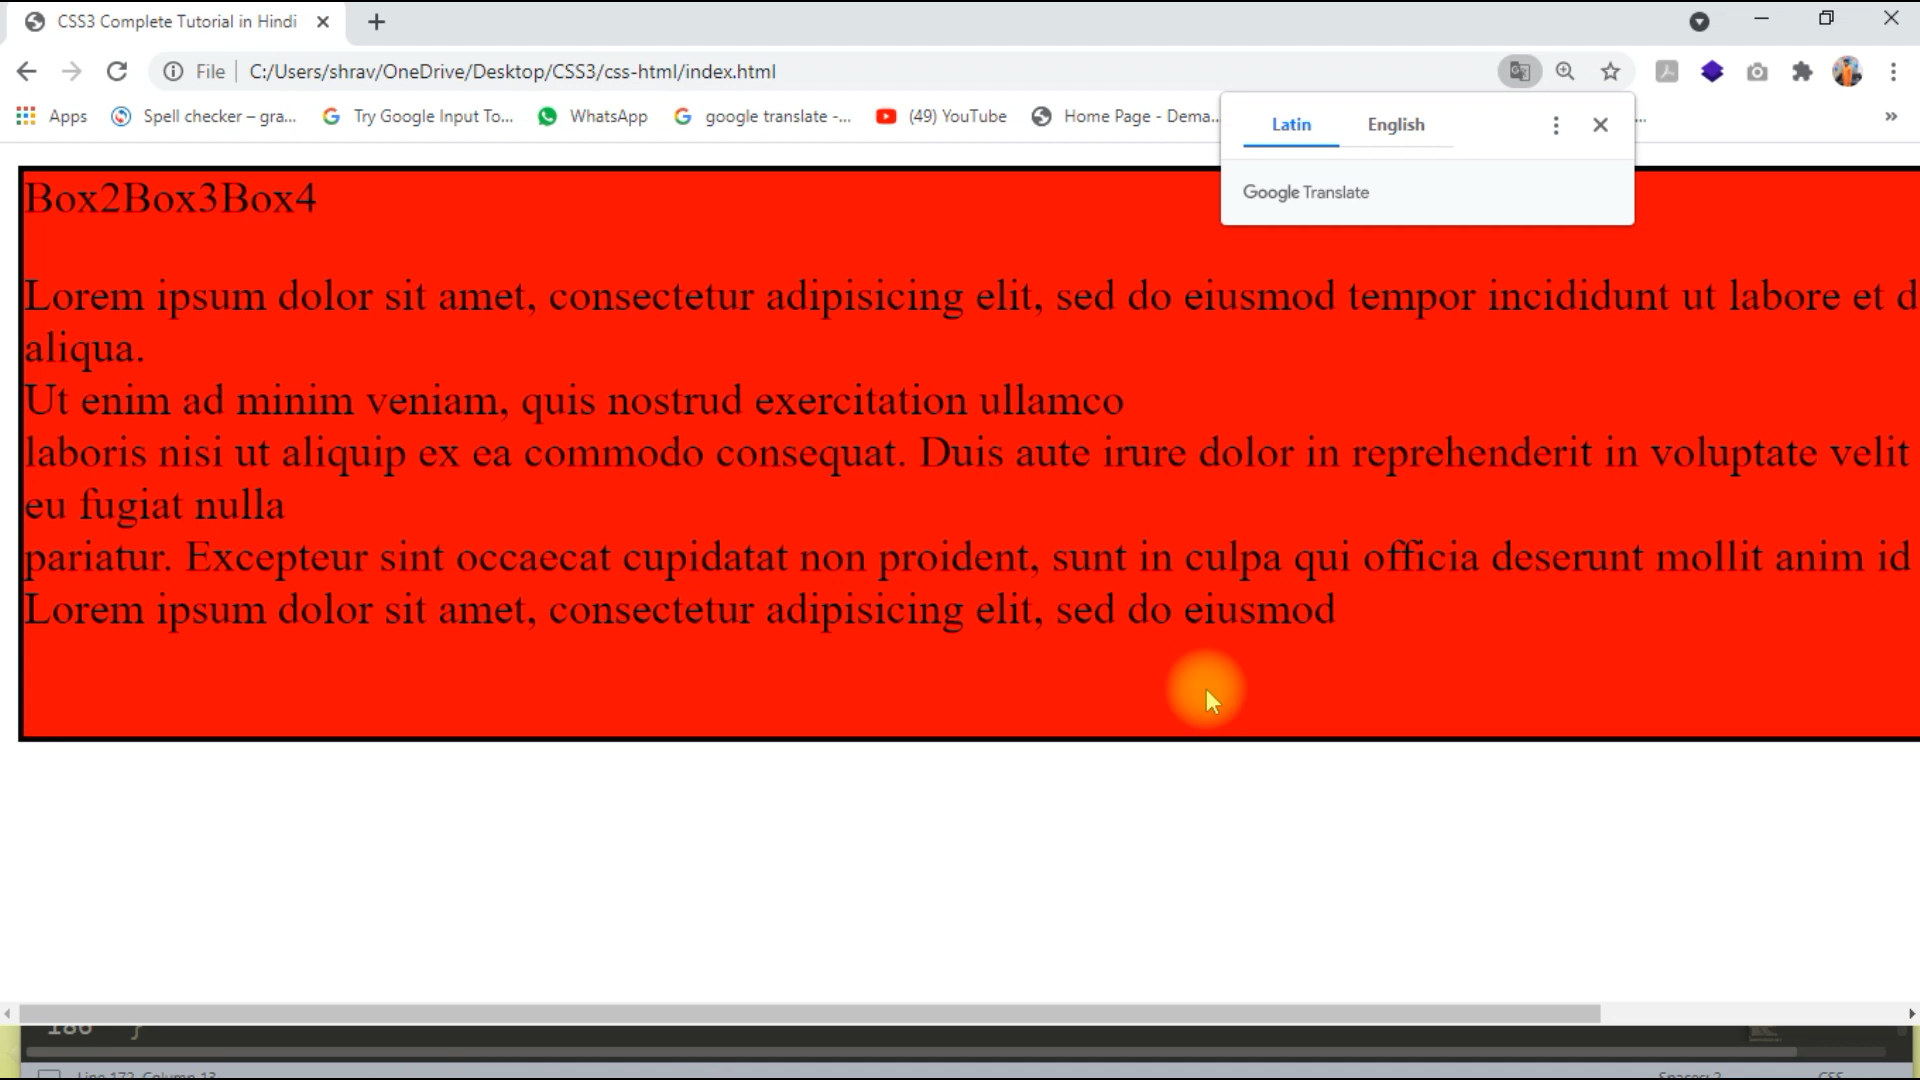 CSS3 Complete Tutorial in Hindi
File C:/Users/shrav/OneDrive/Desktop/CSS3/css-html/index.html
Apps Spell checker – gra... Try Google Input To... WhatsApp google translate -... (49) YouTube Home Page - Dema... ...
Latin English
Google Translate
Box2Box3Box4
Lorem ipsum dolor sit amet, consectetur adipisicing elit, sed do eiusmod tempor incididunt ut labore et d
aliqua.
Ut enim ad minim veniam, quis nostrud exercitation ullamco
laboris nisi ut aliquip ex ea commodo consequat. Duis aute irure dolor in reprehenderit in voluptate velit
eu fugiat nulla
pariatur. Excepteur sint occaecat cupidatat non proident, sunt in culpa qui officia deserunt mollit anim id
Lorem ipsum dolor sit amet, consectetur adipisicing elit, sed do eiusmod
186 }
Line 172, Column 13 Spaces: 2 CSS